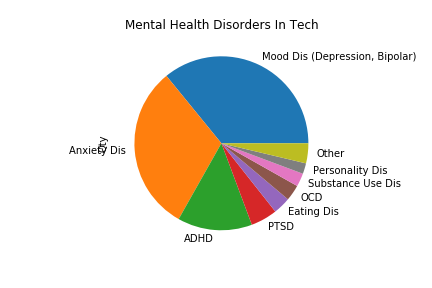 Mental Health Disorders In Tech
Mood Dis (Depression, Bipolar)
Anxiety Dis
ADHD
PTSD
Eating Dis
OCD
Substance Use Dis
Personality Dis
Other